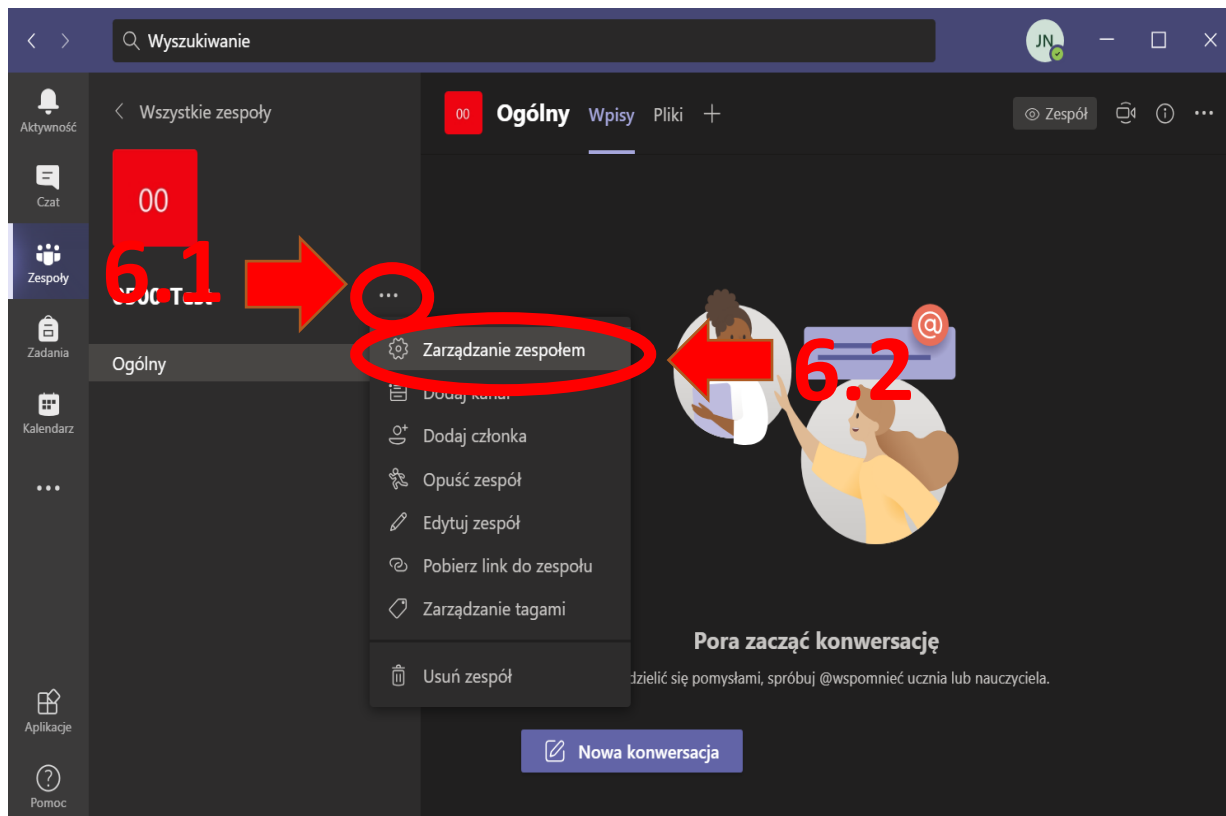 Wyszukiwanie
JN
Aktywność
Wszystkie zespoły
00
Ogólny Wpisy Pliki
Zespół
Czat
00
Zespoły
6.1
Zadania
Ogólny
Zarządzanie zespołem
6.2
Dodaj kanał
Kalendarz
Dodaj członka
Opuść zespół
Edytuj zespół
Pobierz link do zespołu
Zarządzanie tagami
Pora zacząć konwersację
Usuń zespół
się pomysłami, spróbuj @wspomnieć ucznia lub nauczyciela.
Aplikacje
Nowa konwersacja
Pomoc